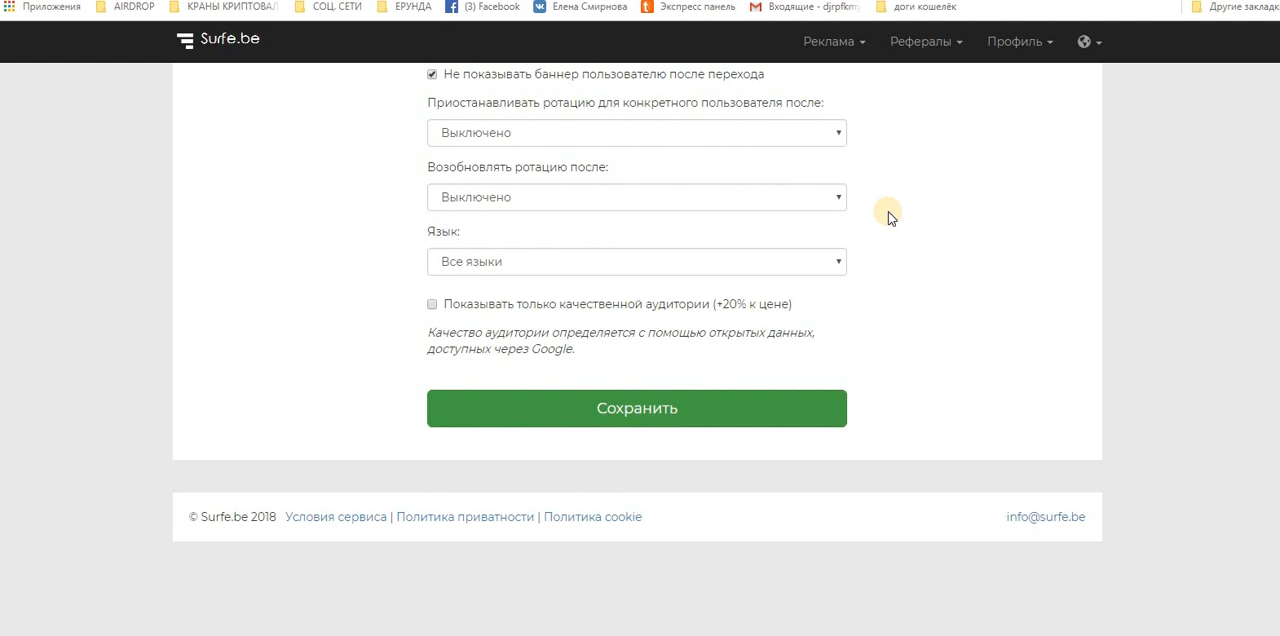 Приложения AIRDROP КРАНЫ КРИПТОВАЛ СОЦ. СЕТИ ЕРУНДА (3) Facebook Елена Смирнова Экспресс панель Входящие - djrpfkmy доги кошелёк Другие закладк
Surfe.be Реклама Рефералы Профиль
Не показывать баннер пользователю после перехода
Приостанавливать ротацию для конкретного пользователя после:
Выключено
Возобновлять ротацию после:
Выключено
Язык:
Все языки
Показывать только качественной аудитории (+20% к цене)
Качество аудитории определяется с помощью открытых данных,
доступных через Google.
Сохранить
© Surfe.be 2018 Условия сервиса | Политика приватности | Политика cookie info@surfe.be